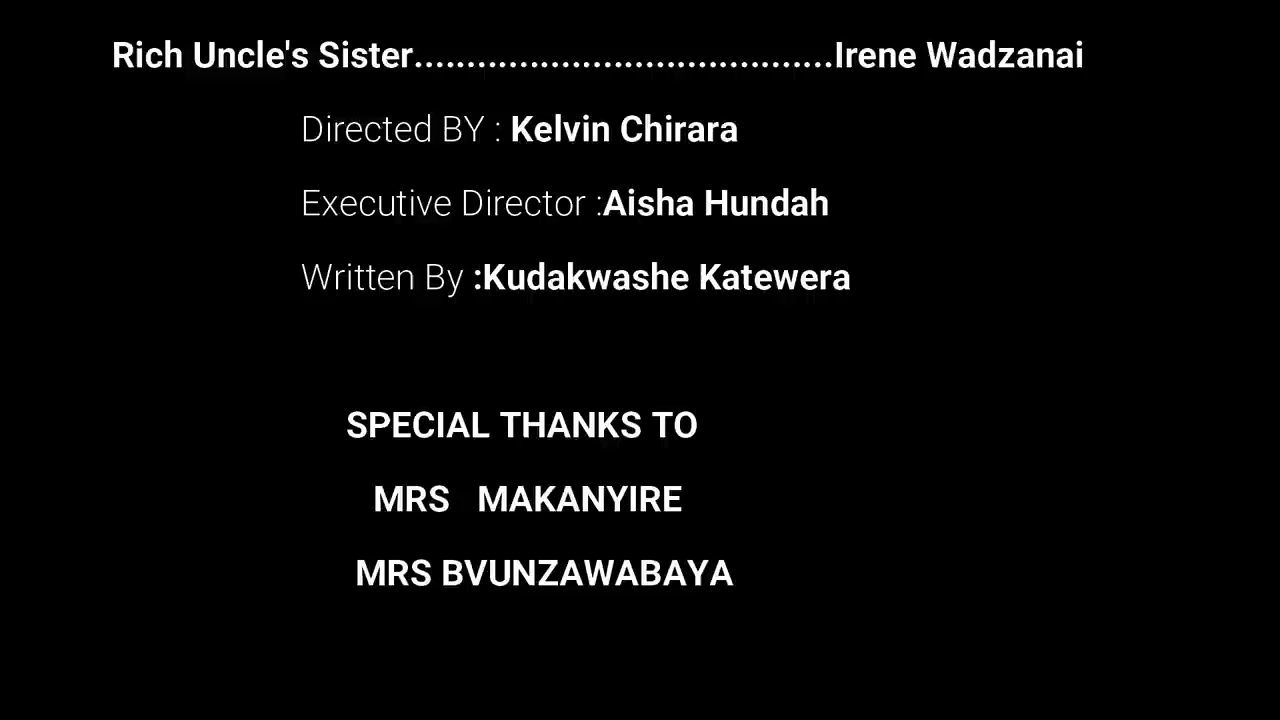 Rich Uncle's Sister........................................Irene Wadzanai
Directed BY : Kelvin Chirara
Executive Director :Aisha Hundah
Written By :Kudakwashe Katewera
SPECIAL THANKS TO
MRS MAKANYIRE
MRS BVUNZAWABAYA